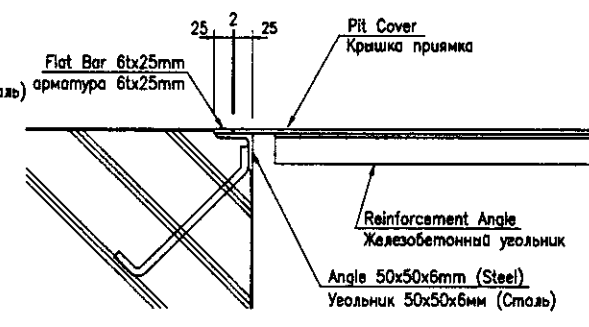 2
25 25
Pit Cover
Крышка приямка
Flat Bar 6tx25mm
арматура 6tx25mm
Reinforcement Angle
Железобетонный угольник
Angle 50x50x6mm (Steel)
Угольник 50x50x6мм (Сталь)